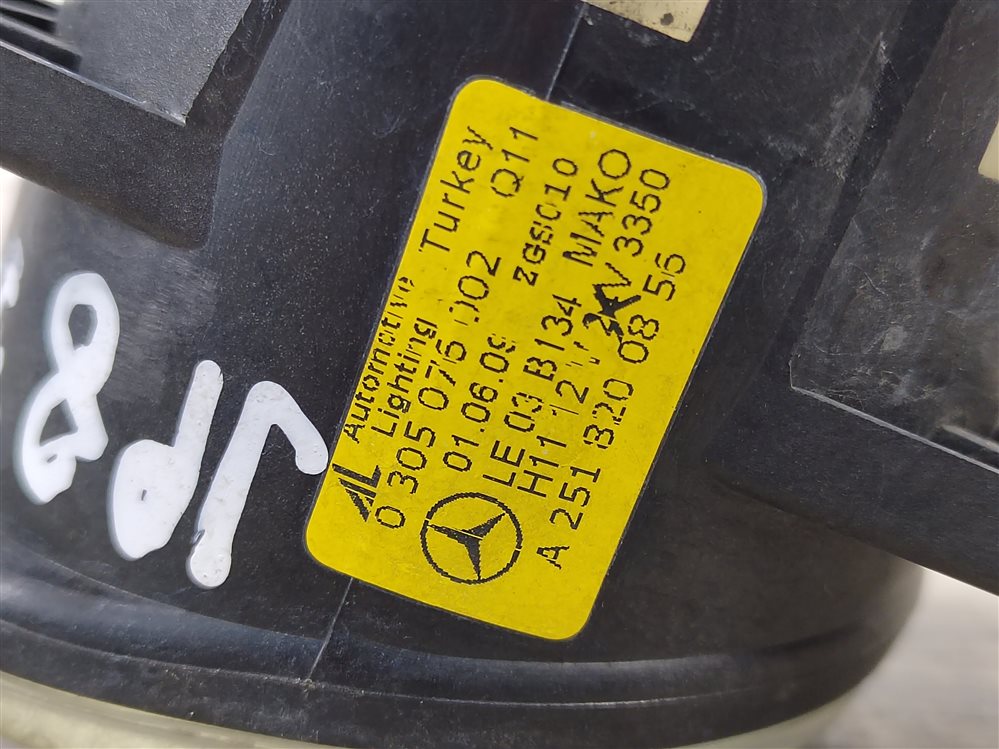 AL Automotive Lighting Turkey
0 305 076 002 Q11
01.06.09 ZGS010
LE 03 B134 MAKO
H11 12V 3350
A 251 820 08 56